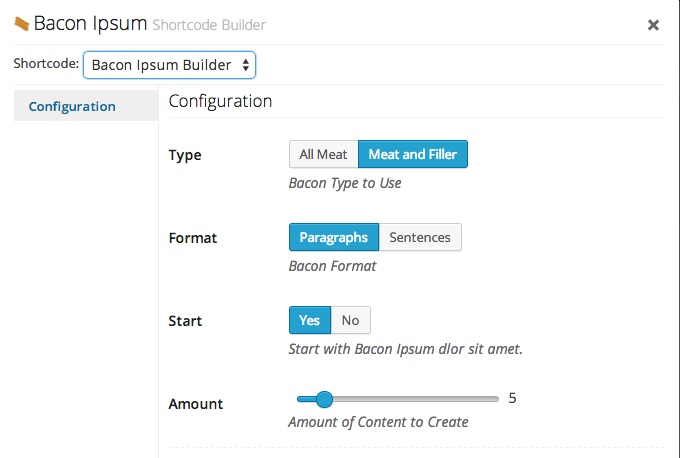 Bacon Ipsum Shortcode Builder
Shortcode: Bacon Ipsum Builder
Configuration
Configuration
Type All Meat Meat and Filler
Bacon Type to Use
Format Paragraphs Sentences
Bacon Format
Start Yes No
Start with Bacon Ipsum dlor sit amet.
Amount 5
Amount of Content to Create